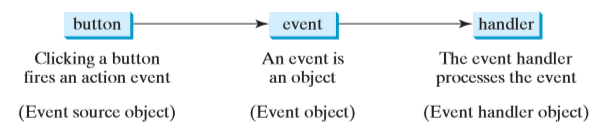 button event handler
Clicking a button An event is The event handler
fires an action event an object processes the event
(Event source object) (Event object) (Event handler object)